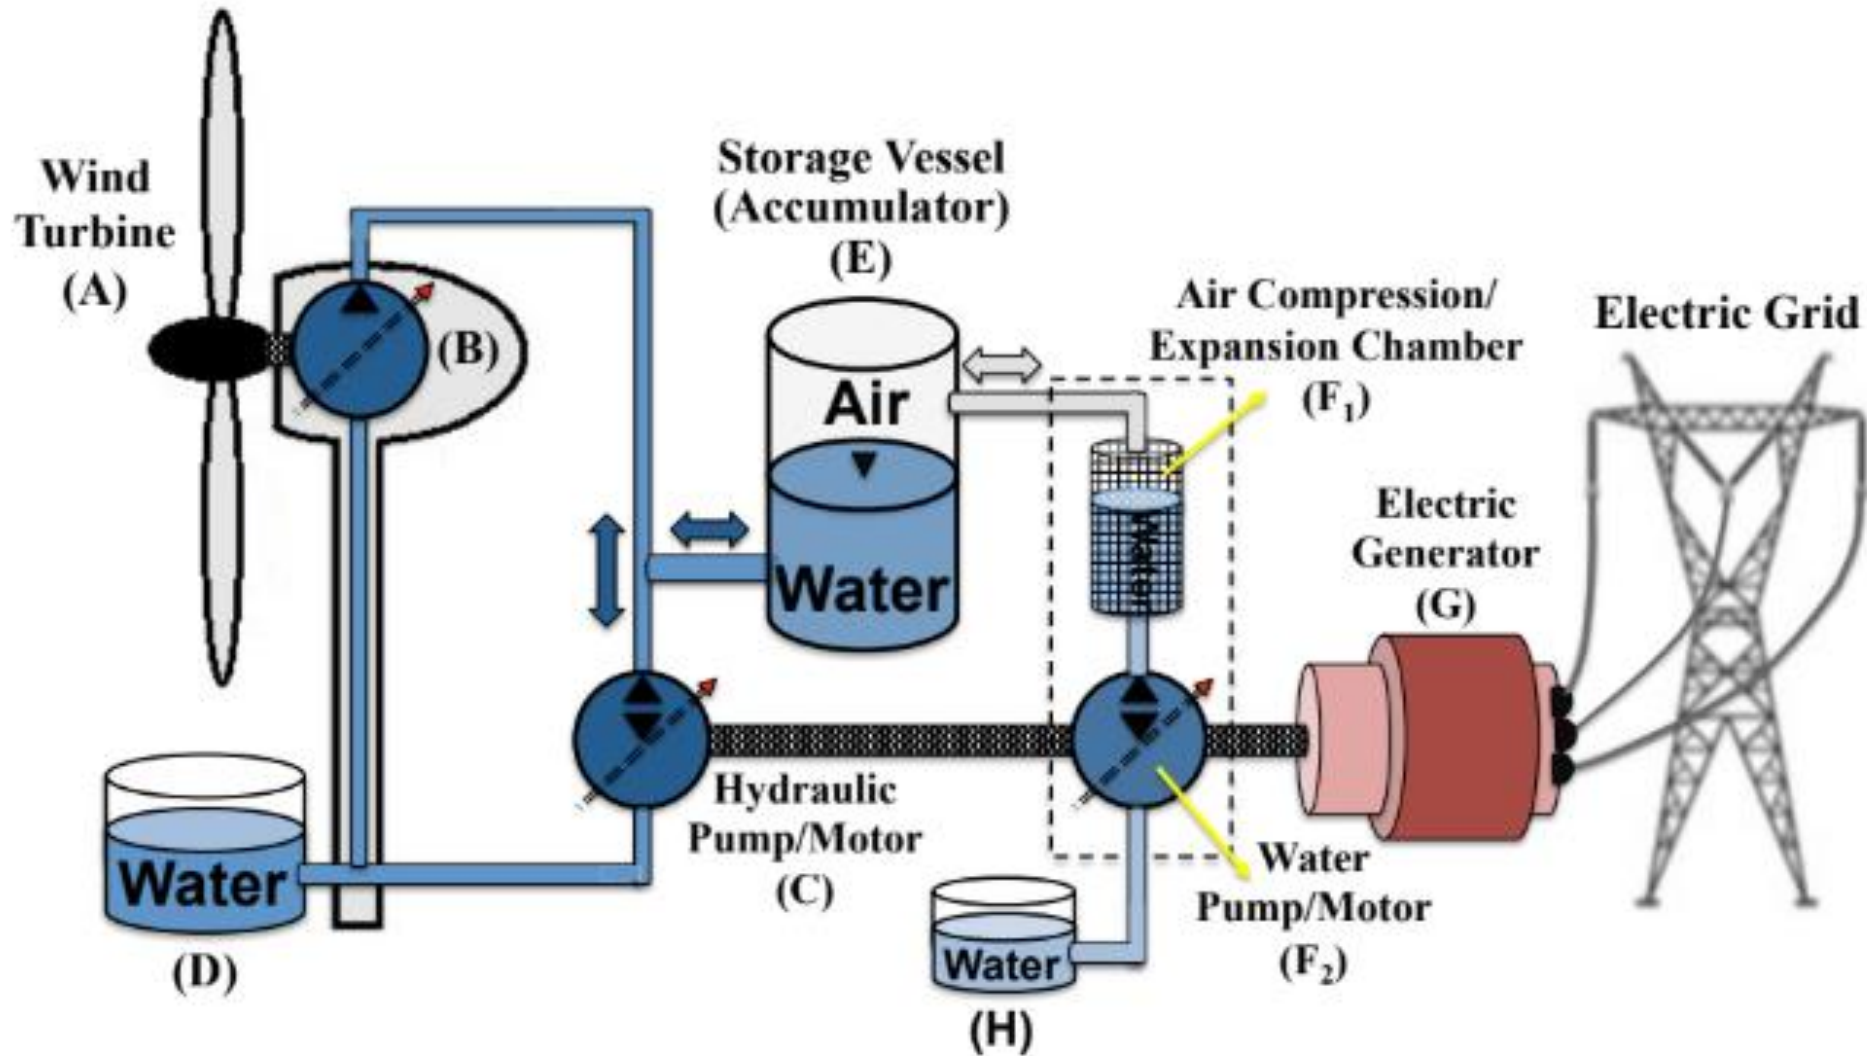 Wind
Turbine
(A)
(B)
Storage Vessel
(Accumulator)
(E)
Air
Water
Air Compression/
Expansion Chamber
(F₁)
Water
Electric Grid
Electric
Generator
(G)
Hydraulic
Pump/Motor
(C)
Water
Pump/Motor
(F₂)
Water
(D)
Water
(H)